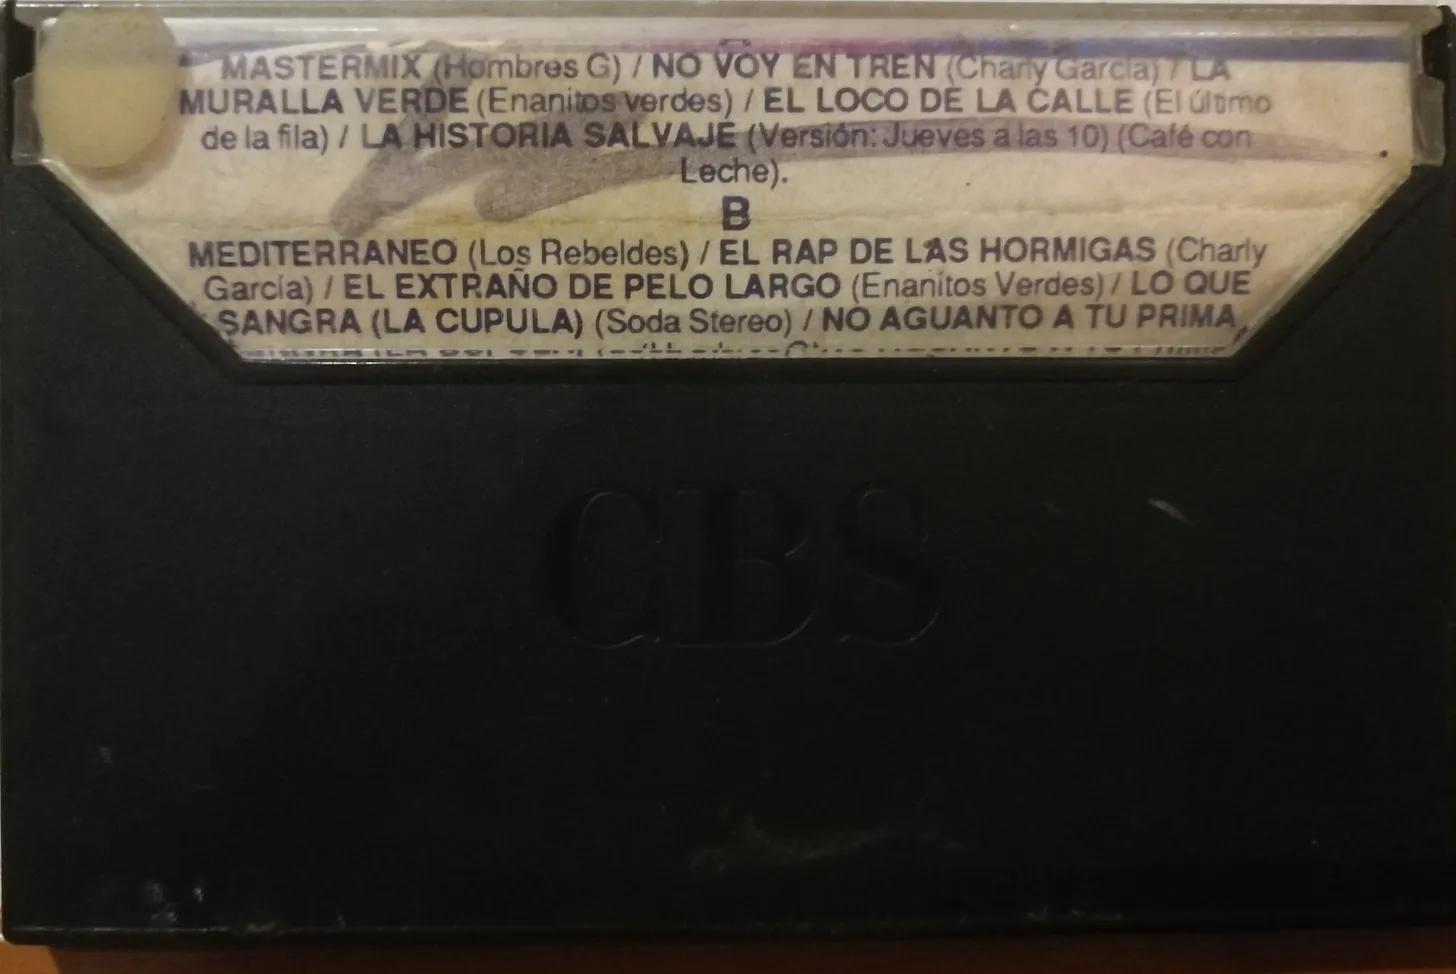 MASTERMIX (Hombres G) / NO VOY EN TREN (Charly García) / LA
MURALLA VERDE (Enanitos verdes) / EL LOCO DE LA CALLE (El último
de la fila) / LA HISTORIA SALVAJE (Versión: Jueves a las 10) (Café con
Leche).
B
MEDITERRANEO (Los Rebeldes) / EL RAP DE LAS HORMIGAS (Charly
García) / EL EXTRAÑO DE PELO LARGO (Enanitos Verdes) / LO QUE
SANGRA (LA CUPULA) (Soda Stereo) / NO AGUANTO A TU PRIMA
CBS